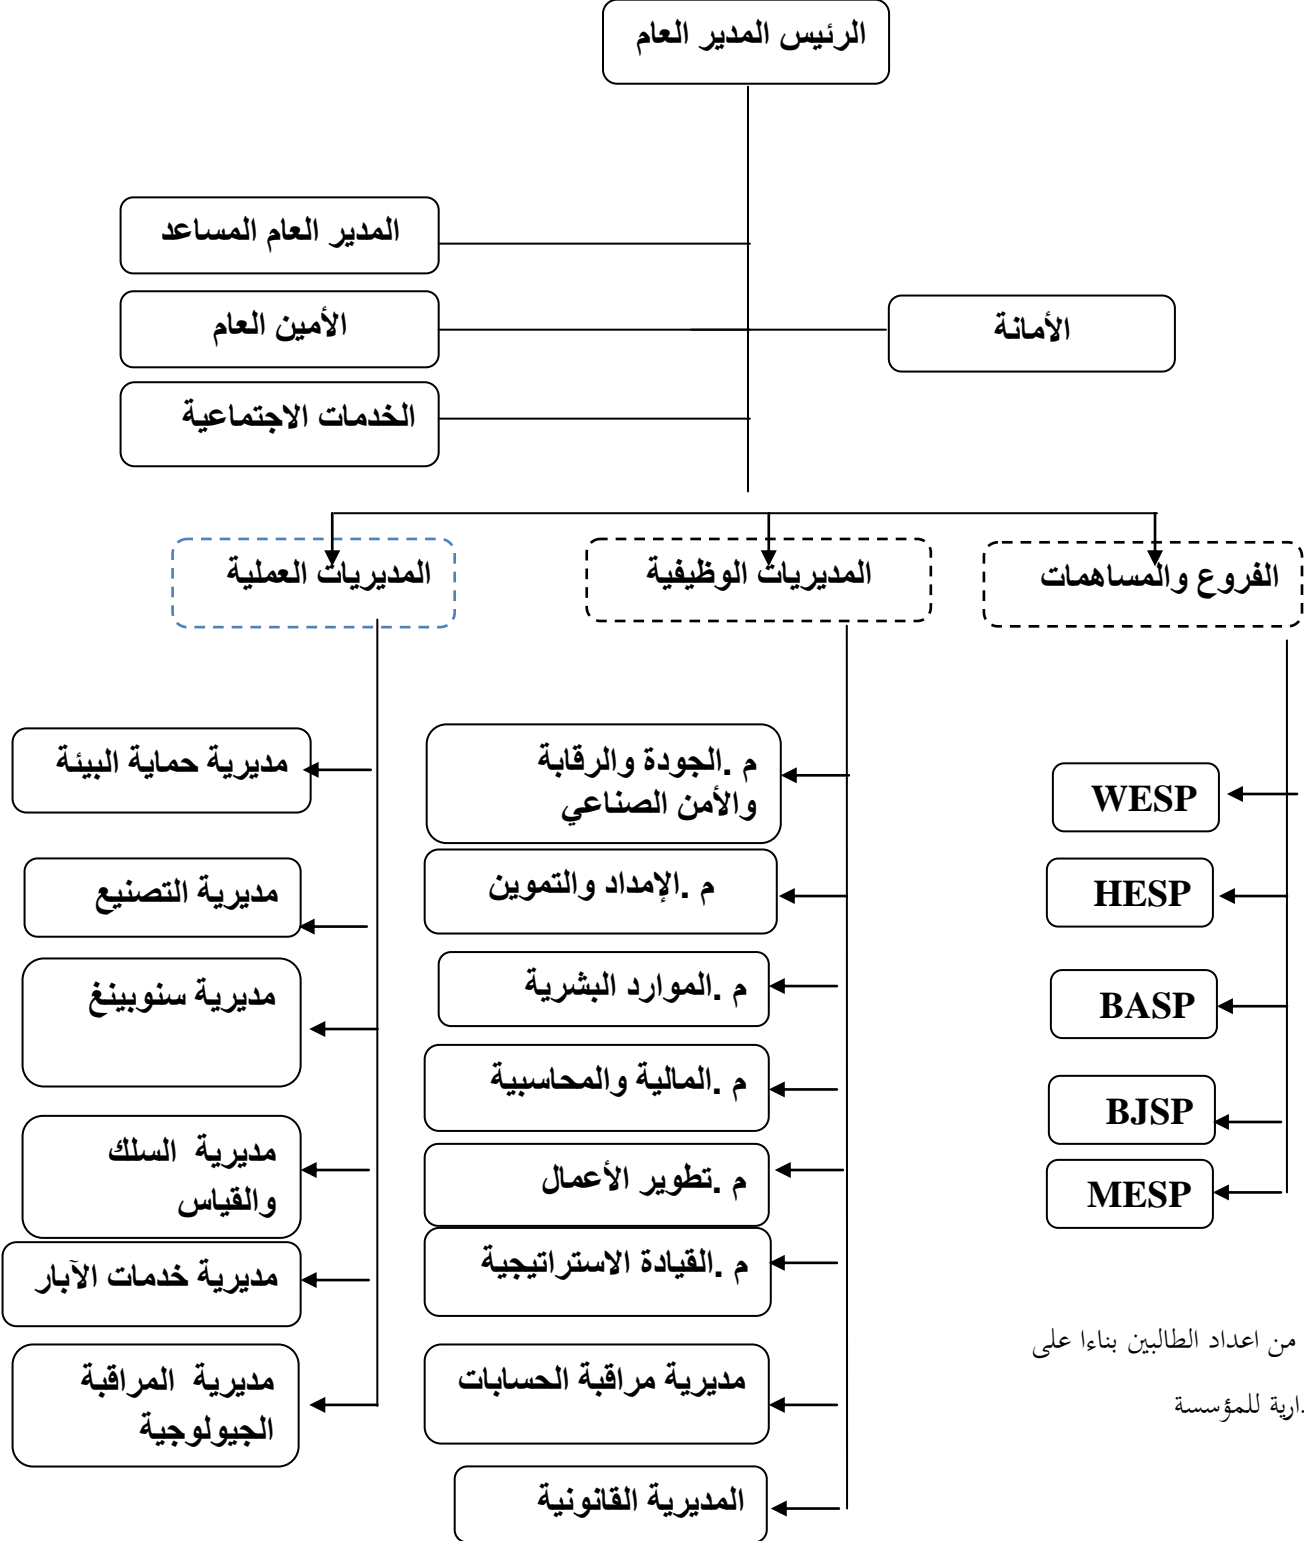 الرئيس المدير العام
المدير العام المساعد
الأمين العام
الأمانة
الخدمات الاجتماعية
الفروع والمساهمات
المديريات الوظيفية
المديريات العملية
WESP
HESP
BASP
BJSP
MESP
م .الجودة والرقابة
والأمن الصناعي
م .الإمداد والتموين
م .الموارد البشرية
م .المالية والمحاسبية
م .تطوير الأعمال
م .القيادة الاستراتيجية
مديرية مراقبة الحسابات
المديرية القانونية
مديرية حماية البيئة
مديرية التصنيع
مديرية سنوبينغ
مديرية السلك
والقياس
مديرية خدمات الآبار
مديرية المراقبة
الجيولوجية
من اعداد الطالبين بناءا على
للمؤسسة